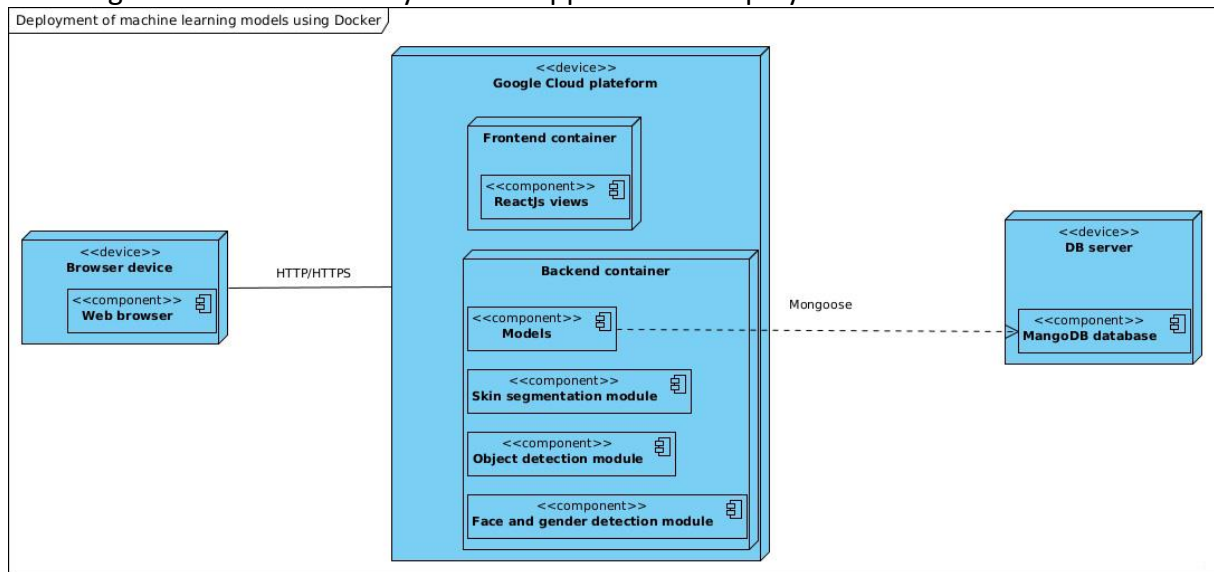 Deployment of machine learning models using Docker
<<device>>
Google Cloud plateform
Frontend container
<<component>>
ReactJs views
<<device>>
Browser device
<<component>>
Web browser
HTTP/HTTPS
Backend container
<<component>>
Models
<<component>>
Skin segmentation module
<<component>>
Object detection module
<<component>>
Face and gender detection module
Mongoose
<<device>>
DB server
<<component>>
MangoDB database